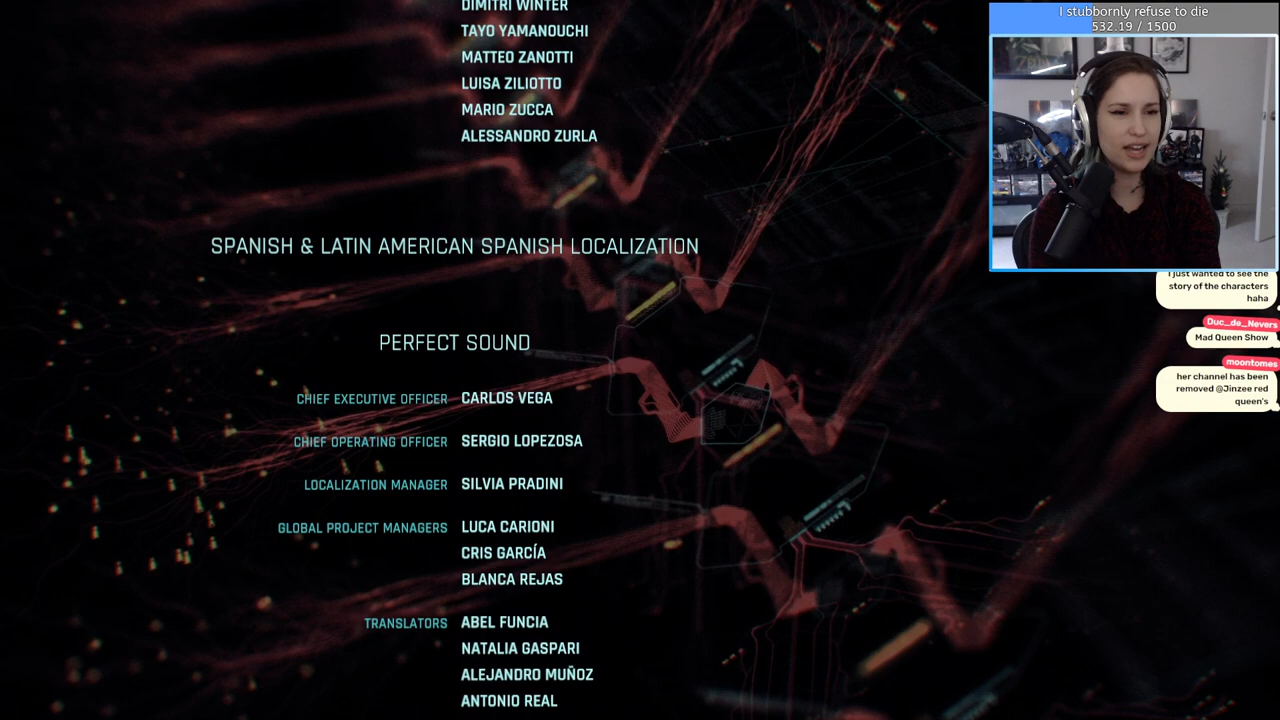 DIMITRI WINTER
TAYO YAMANOUCHI
MATTEO ZANOTTI
LUISA ZILIOTTO
MARIO ZUCCA
ALESSANDRO ZURLA
SPANISH & LATIN AMERICAN SPANISH LOCALIZATION
PERFECT SOUND
CHIEF EXECUTIVE OFFICER CARLOS VEGA
CHIEF OPERATING OFFICER SERGIO LOPEZOSA
LOCALIZATION MANAGER SILVIA PRADINI
GLOBAL PROJECT MANAGERS LUCA CARIONI
CRIS GARCÍA
BLANCA REJAS
TRANSLATORS ABEL FUNCIA
NATALIA GASPARI
ALEJANDRO MUÑOZ
ANTONIO REAL
I stubbornly refuse to die
532.19 / 1500
I just wanted to see the
story of the characters
haha
Duc_de_Nevers
Mad Queen Show
moontomes
her channel has been
removed @Jinzee red
queen's